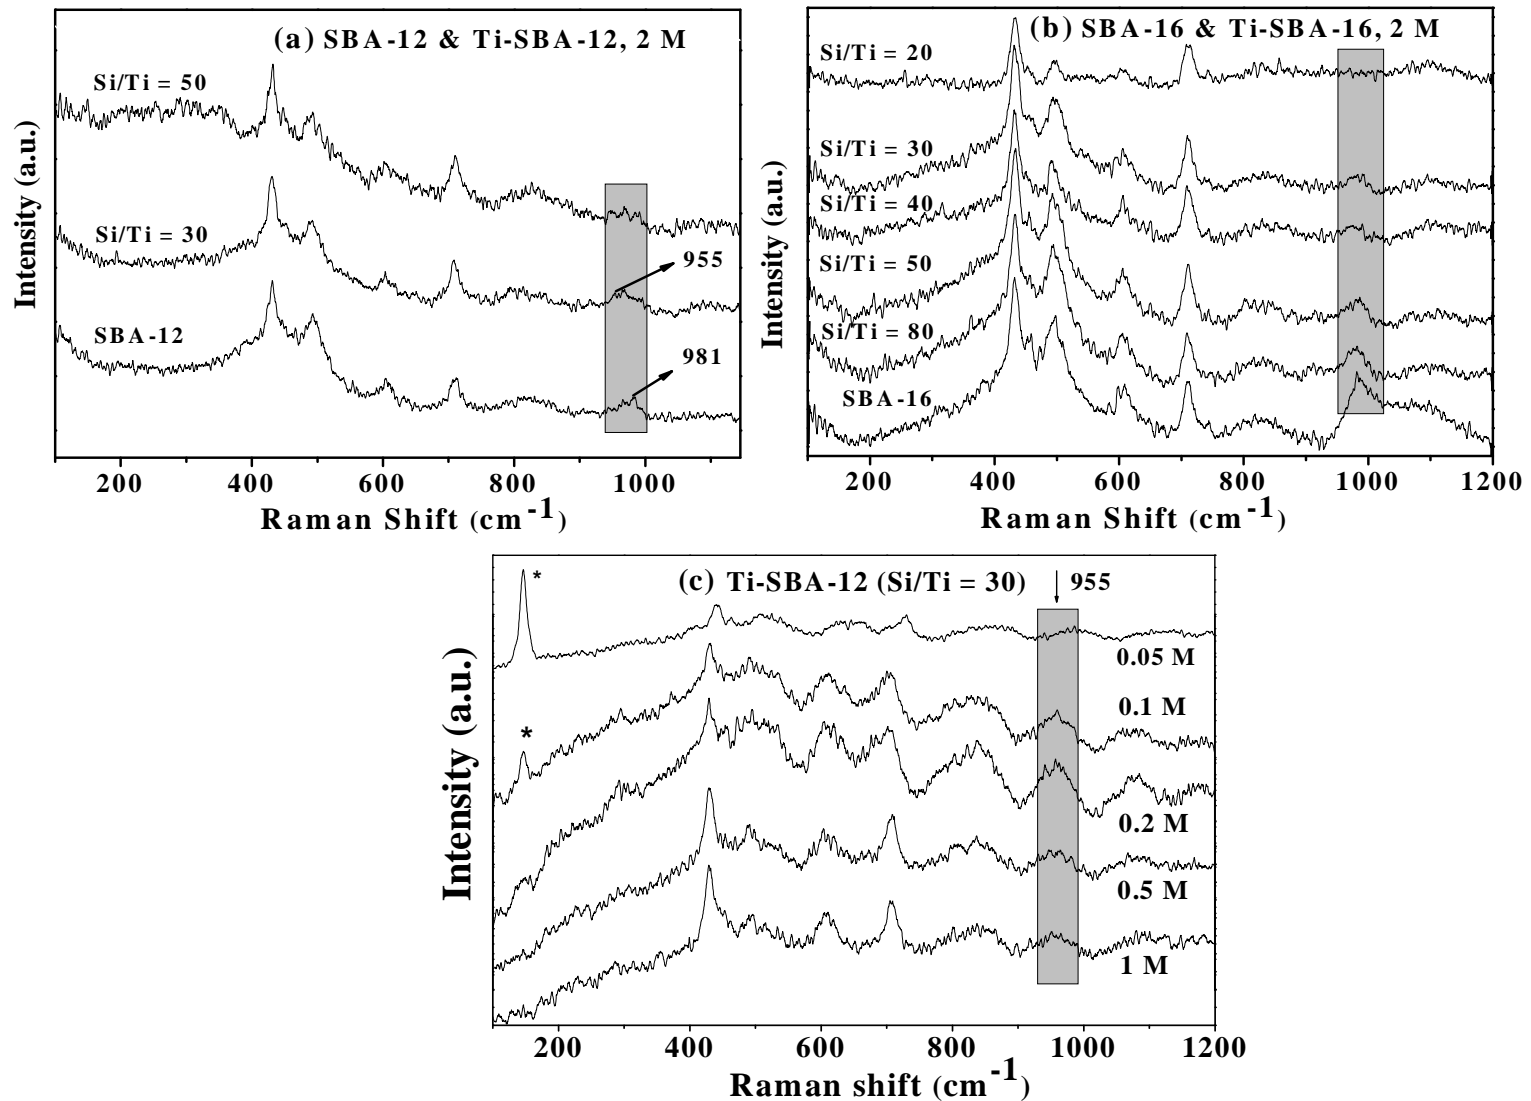 (a) SBA-12 & Ti-SBA-12, 2 M
Si/Ti = 50
Si/Ti = 30
955
SBA-12
981
Intensity (a.u.)
200 400 600 800 1000
Raman Shift (cm-1)
(b) SBA-16 & Ti-SBA-16, 2 M
Si/Ti = 20
Si/Ti = 30
Si/Ti = 40
Si/Ti = 50
Si/Ti = 80
SBA-16
Intensity (a.u.)
200 400 600 800 1000 1200
Raman Shift (cm-1)
(c) Ti-SBA-12 (Si/Ti = 30) 955
*
0.05 M
0.1 M
*
0.2 M
0.5 M
1 M
Intensity (a.u.)
200 400 600 800 1000 1200
Raman shift (cm-1)